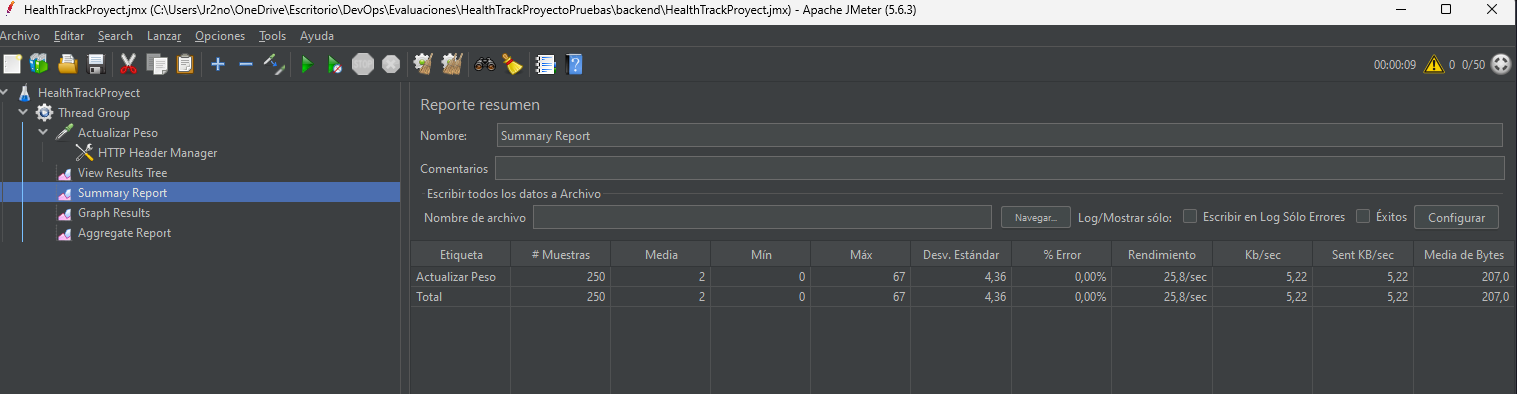 HealthTrackProyect.jmx (C:\Users\Jr2no\OneDrive\Escritorio\DevOps\Evaluaciones\HealthTrackProyectoPruebas\backend\HealthTrackProyect.jmx) - Apache JMeter (5.6.3)
Archivo Editar Search Lanzar Opciones Tools Ayuda
STOP 00:00:09 0 0/50
HealthTrackProyect
Thread Group
Actualizar Peso
HTTP Header Manager
View Results Tree
Summary Report
Graph Results
Aggregate Report
Reporte resumen
Nombre: Summary Report
Comentarios
Escribir todos los datos a Archivo
Nombre de archivo Navegar... Log/Mostrar sólo: Escribir en Log Sólo Errores Éxitos Configurar
Etiqueta # Muestras Media Mín Máx Desv. Estándar % Error Rendimiento Kb/sec Sent KB/sec Media de Bytes
Actualizar Peso 250 2 0 67 4,36 0,00% 25,8/sec 5,22 5,22 207,0
Total 250 2 0 67 4,36 0,00% 25,8/sec 5,22 5,22 207,0